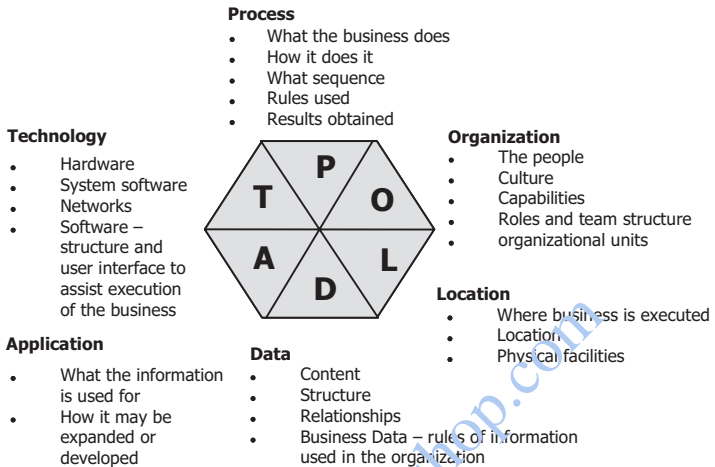 Process
• What the business does
• How it does it
• What sequence
• Rules used
• Results obtained
Technology
• Hardware
• System software
• Networks
• Software –
structure and
user interface to
assist execution
of the business
Organization
• The people
• Culture
• Capabilities
• Roles and team structure
• organizational units
P
T
O
A
L
D
Location
• Where business is executed
• Location
• Physical facilities
Application
• What the information
is used for
• How it may be
expanded or
developed
Data
• Content
• Structure
• Relationships
• Business Data – rules of information
used in the organization
hop.com